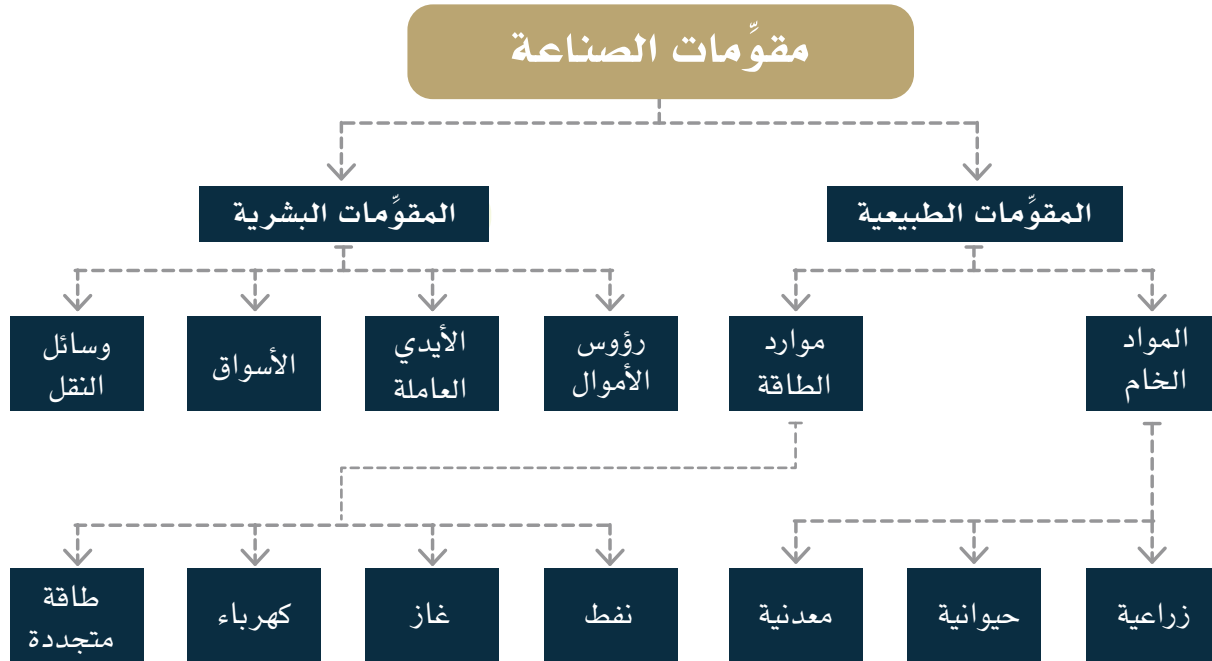 مقوِّمات الصناعة
المقوِّمات الطبيعية
المقوِّمات البشرية
المواد
الخام
موارد
الطاقة
رؤوس
الأموال
الأيدي
العاملة
الأسواق
وسائل
النقل
زراعية
حيوانية
معدنية
نفط
غاز
كهرباء
طاقة
متجددة